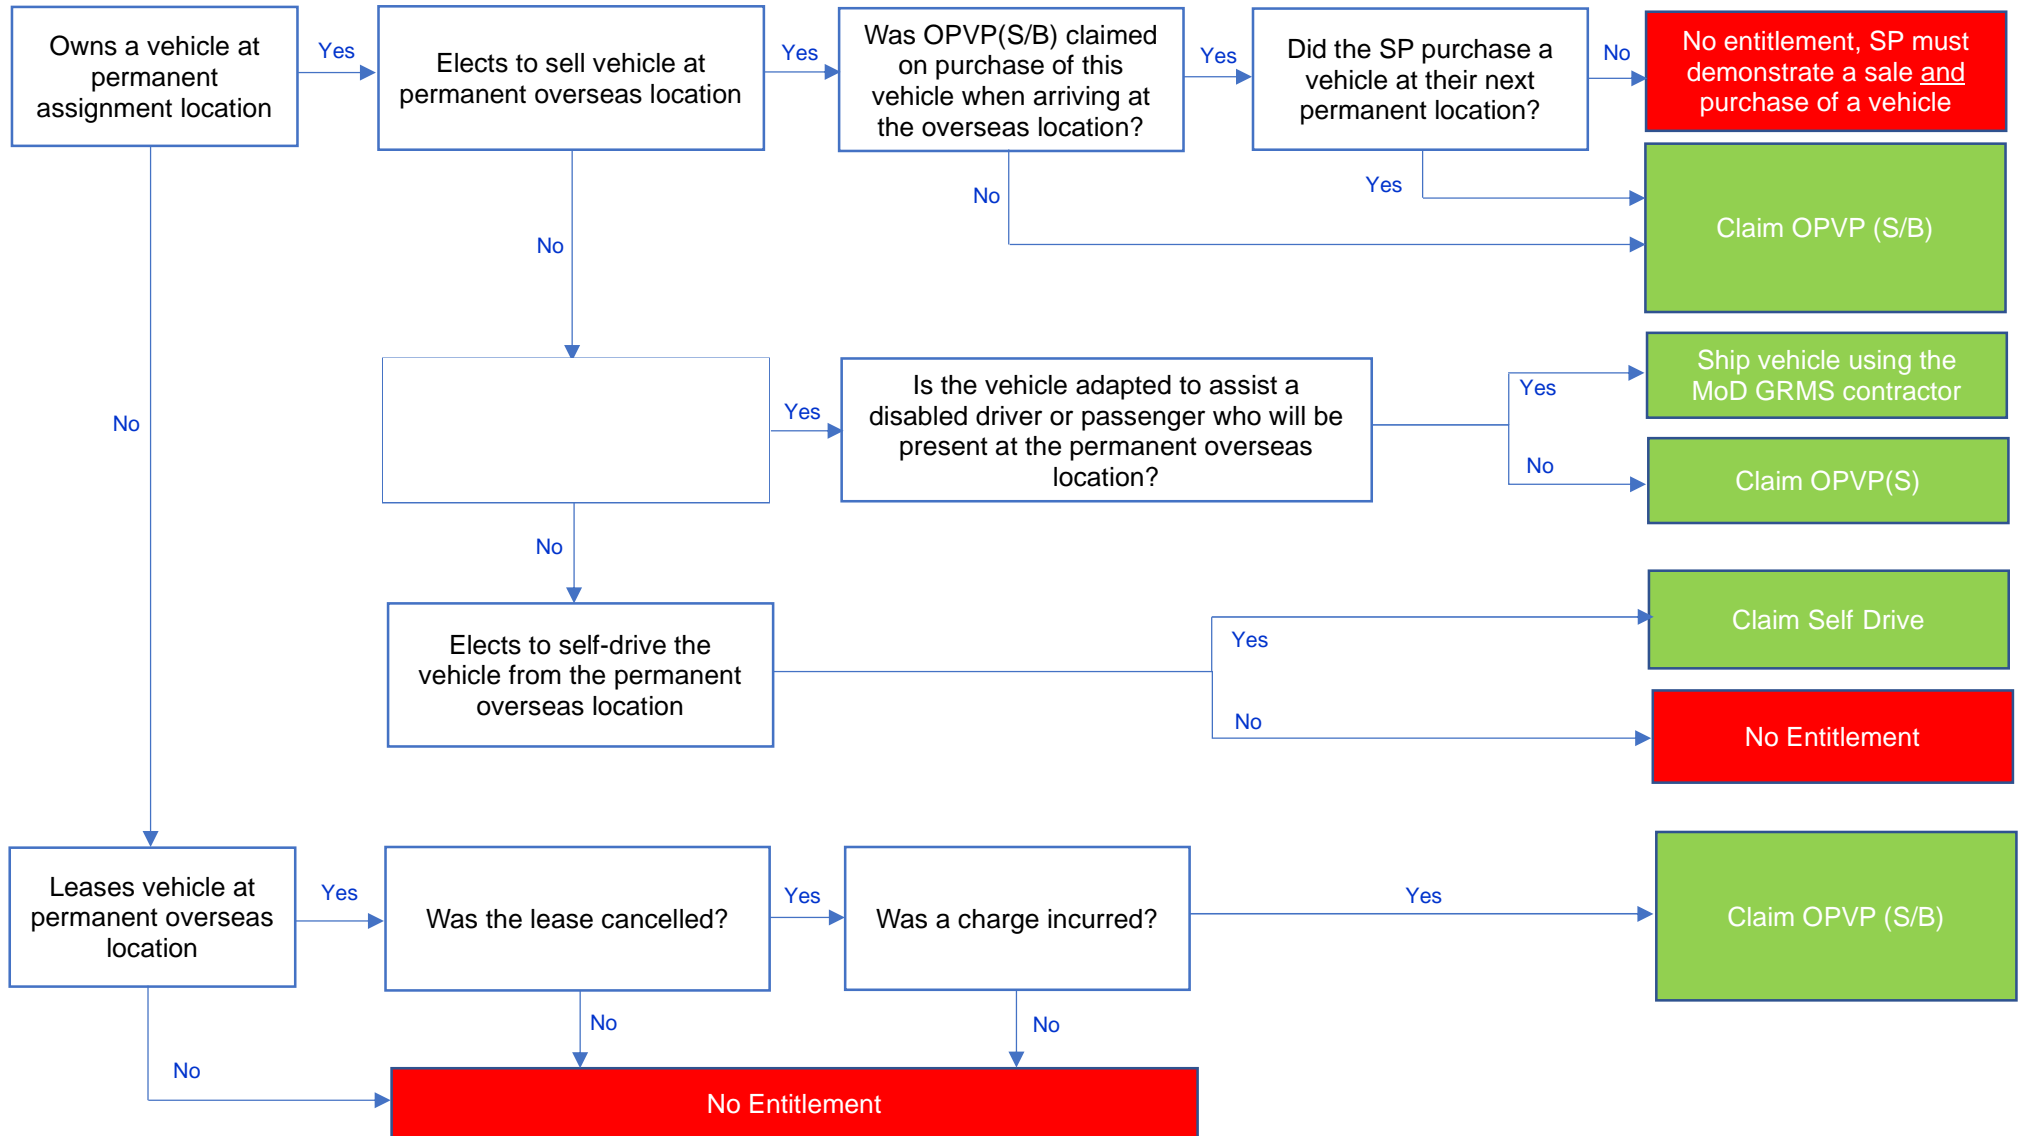 Owns a vehicle at
permanent
assignment location
Yes
Elects to sell vehicle at
permanent overseas location
Yes
Was OPVP(S/B) claimed
on purchase of this
vehicle when arriving at
the overseas location?
Yes
Did the SP purchase a
vehicle at their next
permanent location?
No
No entitlement, SP must
demonstrate a sale and
purchase of a vehicle
Yes
No
Claim OPVP (S/B)
No
No
Yes
Is the vehicle adapted to assist a
disabled driver or passenger who will be
present at the permanent overseas
location?
Yes
Ship vehicle using the
MoD GRMS contractor
No
Claim OPVP(S)
No
Elects to self-drive the
vehicle from the permanent
overseas location
Yes
Claim Self Drive
No
No Entitlement
Leases vehicle at
permanent overseas
location
Yes
Was the lease cancelled?
Yes
Was a charge incurred?
Yes
Claim OPVP (S/B)
No
No
No
No Entitlement